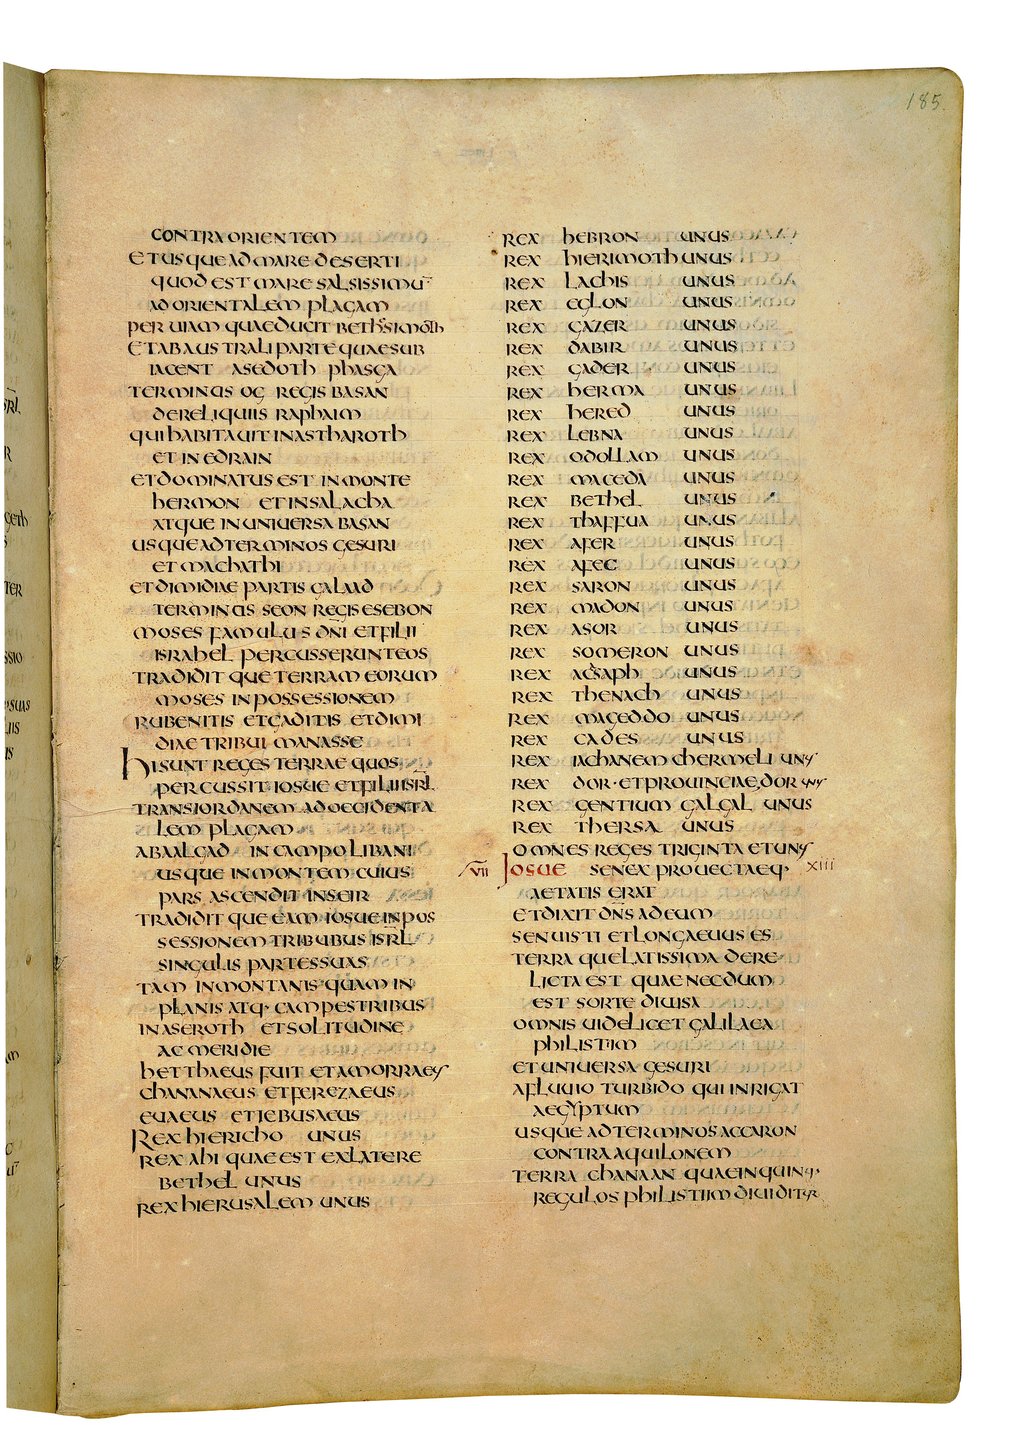 185.
CONTRA ORIENTEM
ET USQUE AD MARE DESERTI
QUOD EST MARE SALSISSIMU̅
AD ORIENTALEM PLAGAM
PER UIAM QUAE DUCIT BETHSIMOTH
ET AB AUSTRALI PARTE QUAE SUB
IACENT ASEDOTH PHASGA
TERMINUS OG REGIS BASAN
DE RELIQUIIS RAPHAIM
QUI HABITAUIT IN ASTHAROTH
ET IN EDRAIN
ET DOMINATUS EST IN MONTE
HERMON ET IN SALACHA
ATQUE IN UNIUERSA BASAN
USQUE AD TERMINOS GESURI
ET MACHATHI
ET DIMIDIAE PARTIS GALAAD
TERMINUS SEON REGIS ESEBON
MOSES FAMULUS DN̅I ET FILII
ISRAHEL PERCUSSERUNT EOS
TRADIDITQUE TERRAM EORUM
MOSES IN POSSESSIONEM
RUBENITIS ET GADITIS ET DIMI
DIAE TRIBUI MANASSE
HI SUNT REGES TERRAE QUOS
PERCUSSIT IOSUE ET FILII ISR̅L
TRANS IORDANEM AD OCCIDENTA
LEM PLAGAM
A BAALGAD IN CAMPO LIBANI
USQUE IN MONTEM CUIUS
PARS ASCENDIT IN SEIR
TRADIDITQUE EAM IOSUE IN POS
SESSIONEM TRIBUBUS ISR̅L
SINGULIS PARTES SUAS
TAM IN MONTANIS QUAM IN
PLANIS ATQ· CAMPESTRIBUS
IN ASEROTH ET SOLITUDINE
AC MERIDIE
HETTHAEUS FUIT ET AMORRAEUS
CHANANAEUS ET FEREZAEUS
EUAEUS ET IEBUSAEUS
REX HIERICHO UNUS
REX AHI QUAE EST EX LATERE
BETHEL UNUS
REX HIERUSALEM UNUS
REX HEBRON UNUS
REX HIERIMOTH UNUS
REX LACHIS UNUS
REX EGLON UNUS
REX GAZER UNUS
REX DABIR UNUS
REX GADER UNUS
REX HERMA UNUS
REX HERED UNUS
REX LEBNA UNUS
REX ODOLLAM UNUS
REX MACEDA UNUS
REX BETHEL UNUS
REX THAFFUA UNUS
REX AFER UNUS
REX AFEC UNUS
REX SARON UNUS
REX MADON UNUS
REX ASOR UNUS
REX SOMERON UNUS
REX ACSAPH UNUS
REX THENACH UNUS
REX MAGEDDO UNUS
REX CADES UNUS
REX IACHANEM CHERMELI UNUS
REX DOR · ET PROUINCIAE DOR UNUS
REX GENTIUM GALGAL UNUS
REX THERSA UNUS
OMNES REGES TRIGINTA ET UNUS
VII IOSUE SENEX PROUECTAEQ· XIII
AETATIS ERAT
ET DIXIT DN̅S AD EUM
SENUISTI ET LONGAEUUS ES
TERRAQUE LATISSIMA DERE
LICTA EST QUAE NECDUM
EST SORTE DIUISA
OMNIS UIDELICET GALILAEA
PHILISTIIM
ET UNIUERSA GESURI
A FLUUIO TURBIDO QUI INRIGAT
AEGYPTUM
USQUE AD TERMINOS ACCARON
CONTRA AQUILONEM
TERRA CHANAAN QUAE IN QUINQ·
REGULOS PHILISTIIM DIUIDITUR